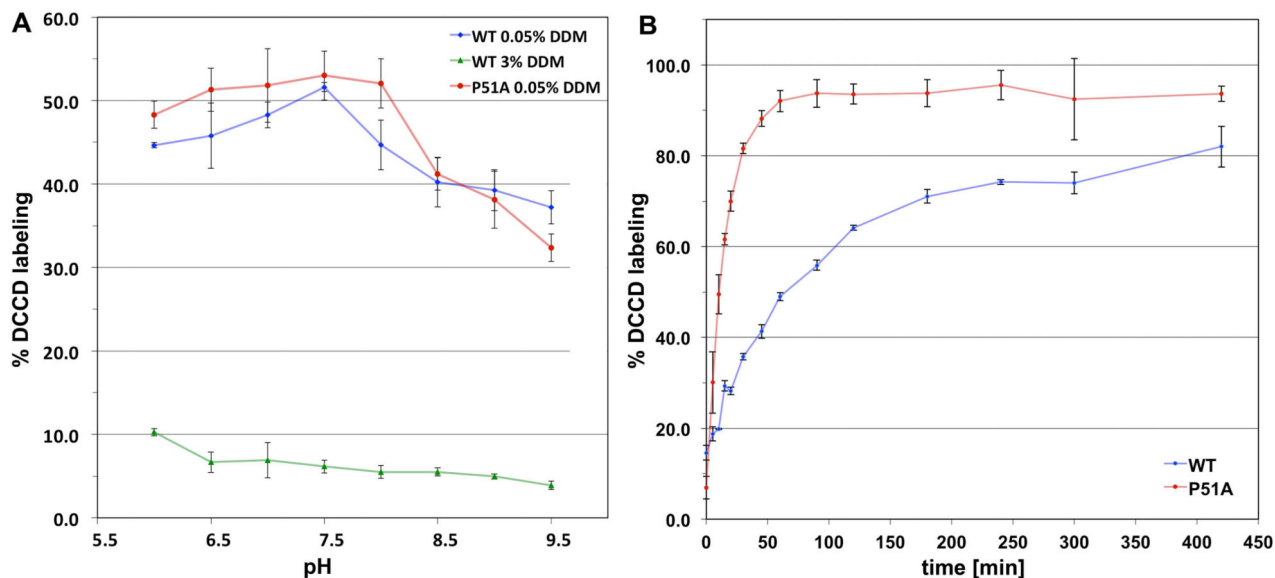 A
WT 0.05% DDM
WT 3% DDM
P51A 0.05% DDM
% DCCD labeling
60.0
50.0
40.0
30.0
20.0
10.0
0.0
5.5 6.5 7.5 8.5 9.5
pH
B
% DCCD labeling
100.0
80.0
60.0
40.0
20.0
0.0
WT
P51A
0 50 100 150 200 250 300 350 400 450
time [min]